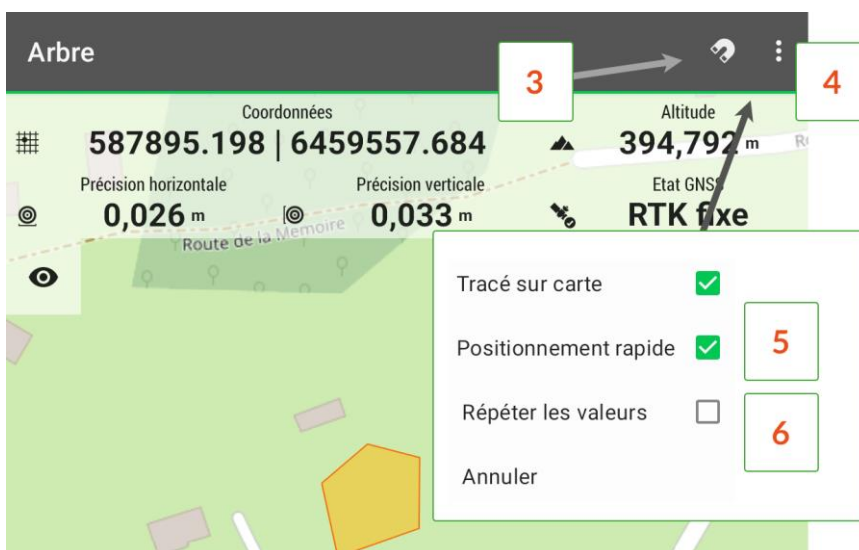 Arbre
3
4
Coordonnées
587895.198 | 6459557.684
Altitude
394,792 m
R
Précision horizontale
0,026 m
Précision verticale
0,033 m
Etat GNSS
RTK fixe
Route de la Memoire
Tracé sur carte
Positionnement rapide
5
Répéter les valeurs
6
Annuler